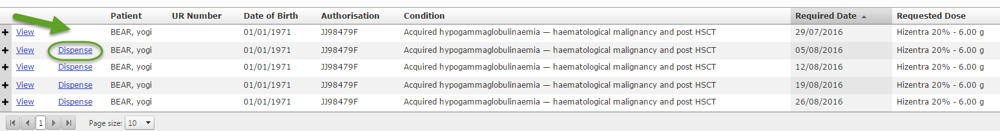 Patient UR Number Date of Birth Authorisation Condition Required Date Requested Dose
View BEAR, yogi 01/01/1971 JJ98479F Acquired hypogammaglobulinaemia — haematological malignancy and post HSCT 29/07/2016 Hizentra 20% - 6.00 g
View Dispense BEAR, yogi 01/01/1971 JJ98479F Acquired hypogammaglobulinaemia — haematological malignancy and post HSCT 05/08/2016 Hizentra 20% - 6.00 g
View Dispense BEAR, yogi 01/01/1971 JJ98479F Acquired hypogammaglobulinaemia — haematological malignancy and post HSCT 12/08/2016 Hizentra 20% - 6.00 g
View Dispense BEAR, yogi 01/01/1971 JJ98479F Acquired hypogammaglobulinaemia — haematological malignancy and post HSCT 19/08/2016 Hizentra 20% - 6.00 g
View Dispense BEAR, yogi 01/01/1971 JJ98479F Acquired hypogammaglobulinaemia — haematological malignancy and post HSCT 26/08/2016 Hizentra 20% - 6.00 g
1 Page size: 10